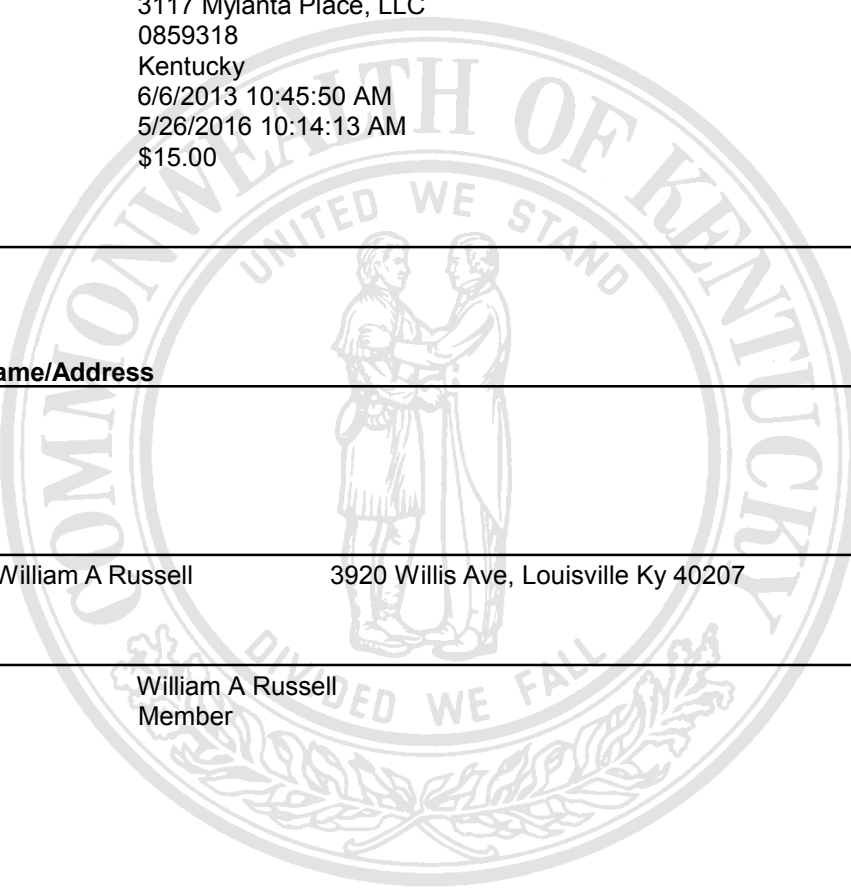 3117 Mylanta Place, LLC
0859318
Kentucky
6/6/2013 10:45:50 AM
5/26/2016 10:14:13 AM
$15.00
COMMONWEALTH OF KENTUCKY
UNITED WE STAND
ame/Address
William A Russell 3920 Willis Ave, Louisville Ky 40207
DIVIDED WE FALL
William A Russell
Member